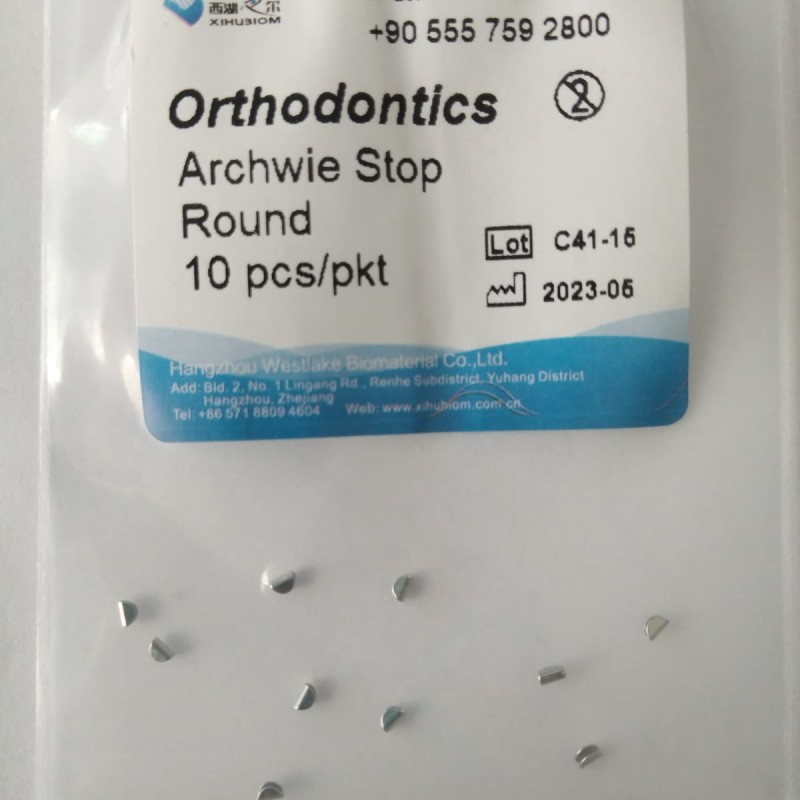 西湖 尔
XIHUBIOM
+90 555 759 2800
Orthodontics
2
Archwie Stop
Round
10 pcs/pkt
Lot C41-15
2023-05
Hangzhou Westlake Biomaterial Co.,Ltd.
Add: Bld. 2, No. 1 Lingang Rd., Renhe Subdistrict, Yuhang District
Hangzhou, Zhejiang
Tel: +86 571 8809 4604 Web: www.xihubiom.com.cn